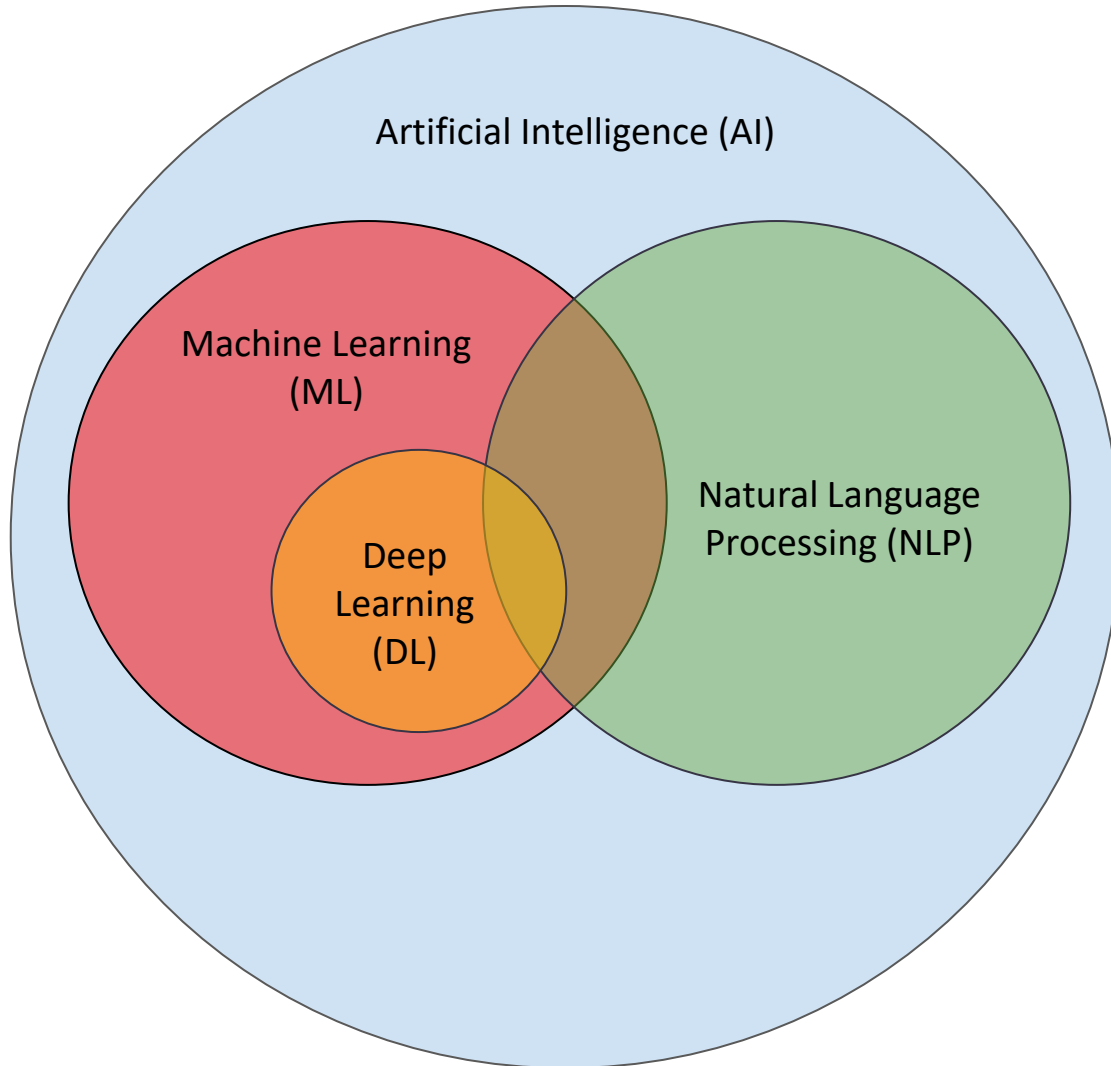 Artificial Intelligence (AI)
Machine Learning
(ML)
Natural Language
Processing (NLP)
Deep
Learning
(DL)